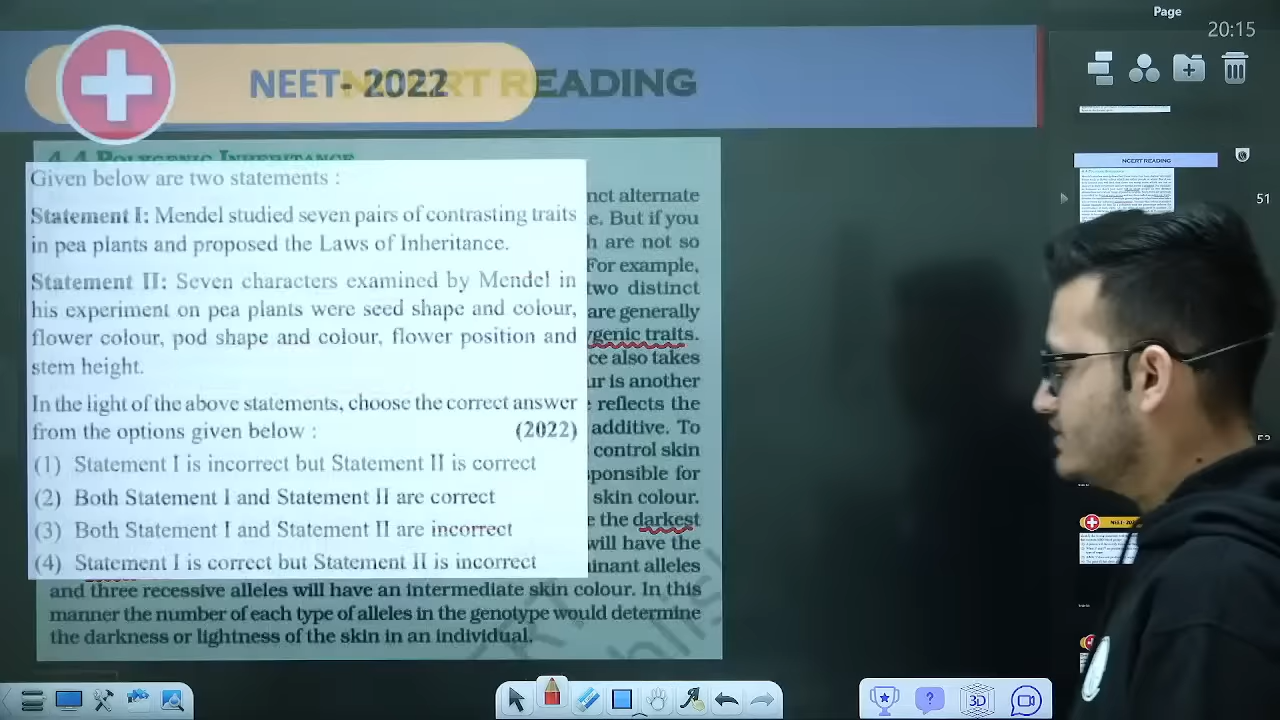 Page
20:15
NEET- 2022
NCERT READING
4.4 POLYGENIC INHERITANCE
Given below are two statements :
Statement I: Mendel studied seven pairs of contrasting traits
in pea plants and proposed the Laws of Inheritance.
Statement II: Seven characters examined by Mendel in
his experiment on pea plants were seed shape and colour,
flower colour, pod shape and colour, flower position and
stem height.
In the light of the above statements, choose the correct answer
from the options given below : (2022)
(1) Statement I is incorrect but Statement II is correct
(2) Both Statement I and Statement II are correct
(3) Both Statement I and Statement II are incorrect
(4) Statement I is correct but Statement II is incorrect
nct alternate
e. But if you
h are not so
For example,
two distinct
are generally
ygenic traits.
ce also takes
ur is another
reflects the
additive. To
control skin
sponsible for
skin colour.
e the darkest
will have the
inant alleles
and three recessive alleles will have an intermediate skin colour. In this
manner the number of each type of alleles in the genotype would determine
the darkness or lightness of the skin in an individual.
NCERT READING
51
?
3D